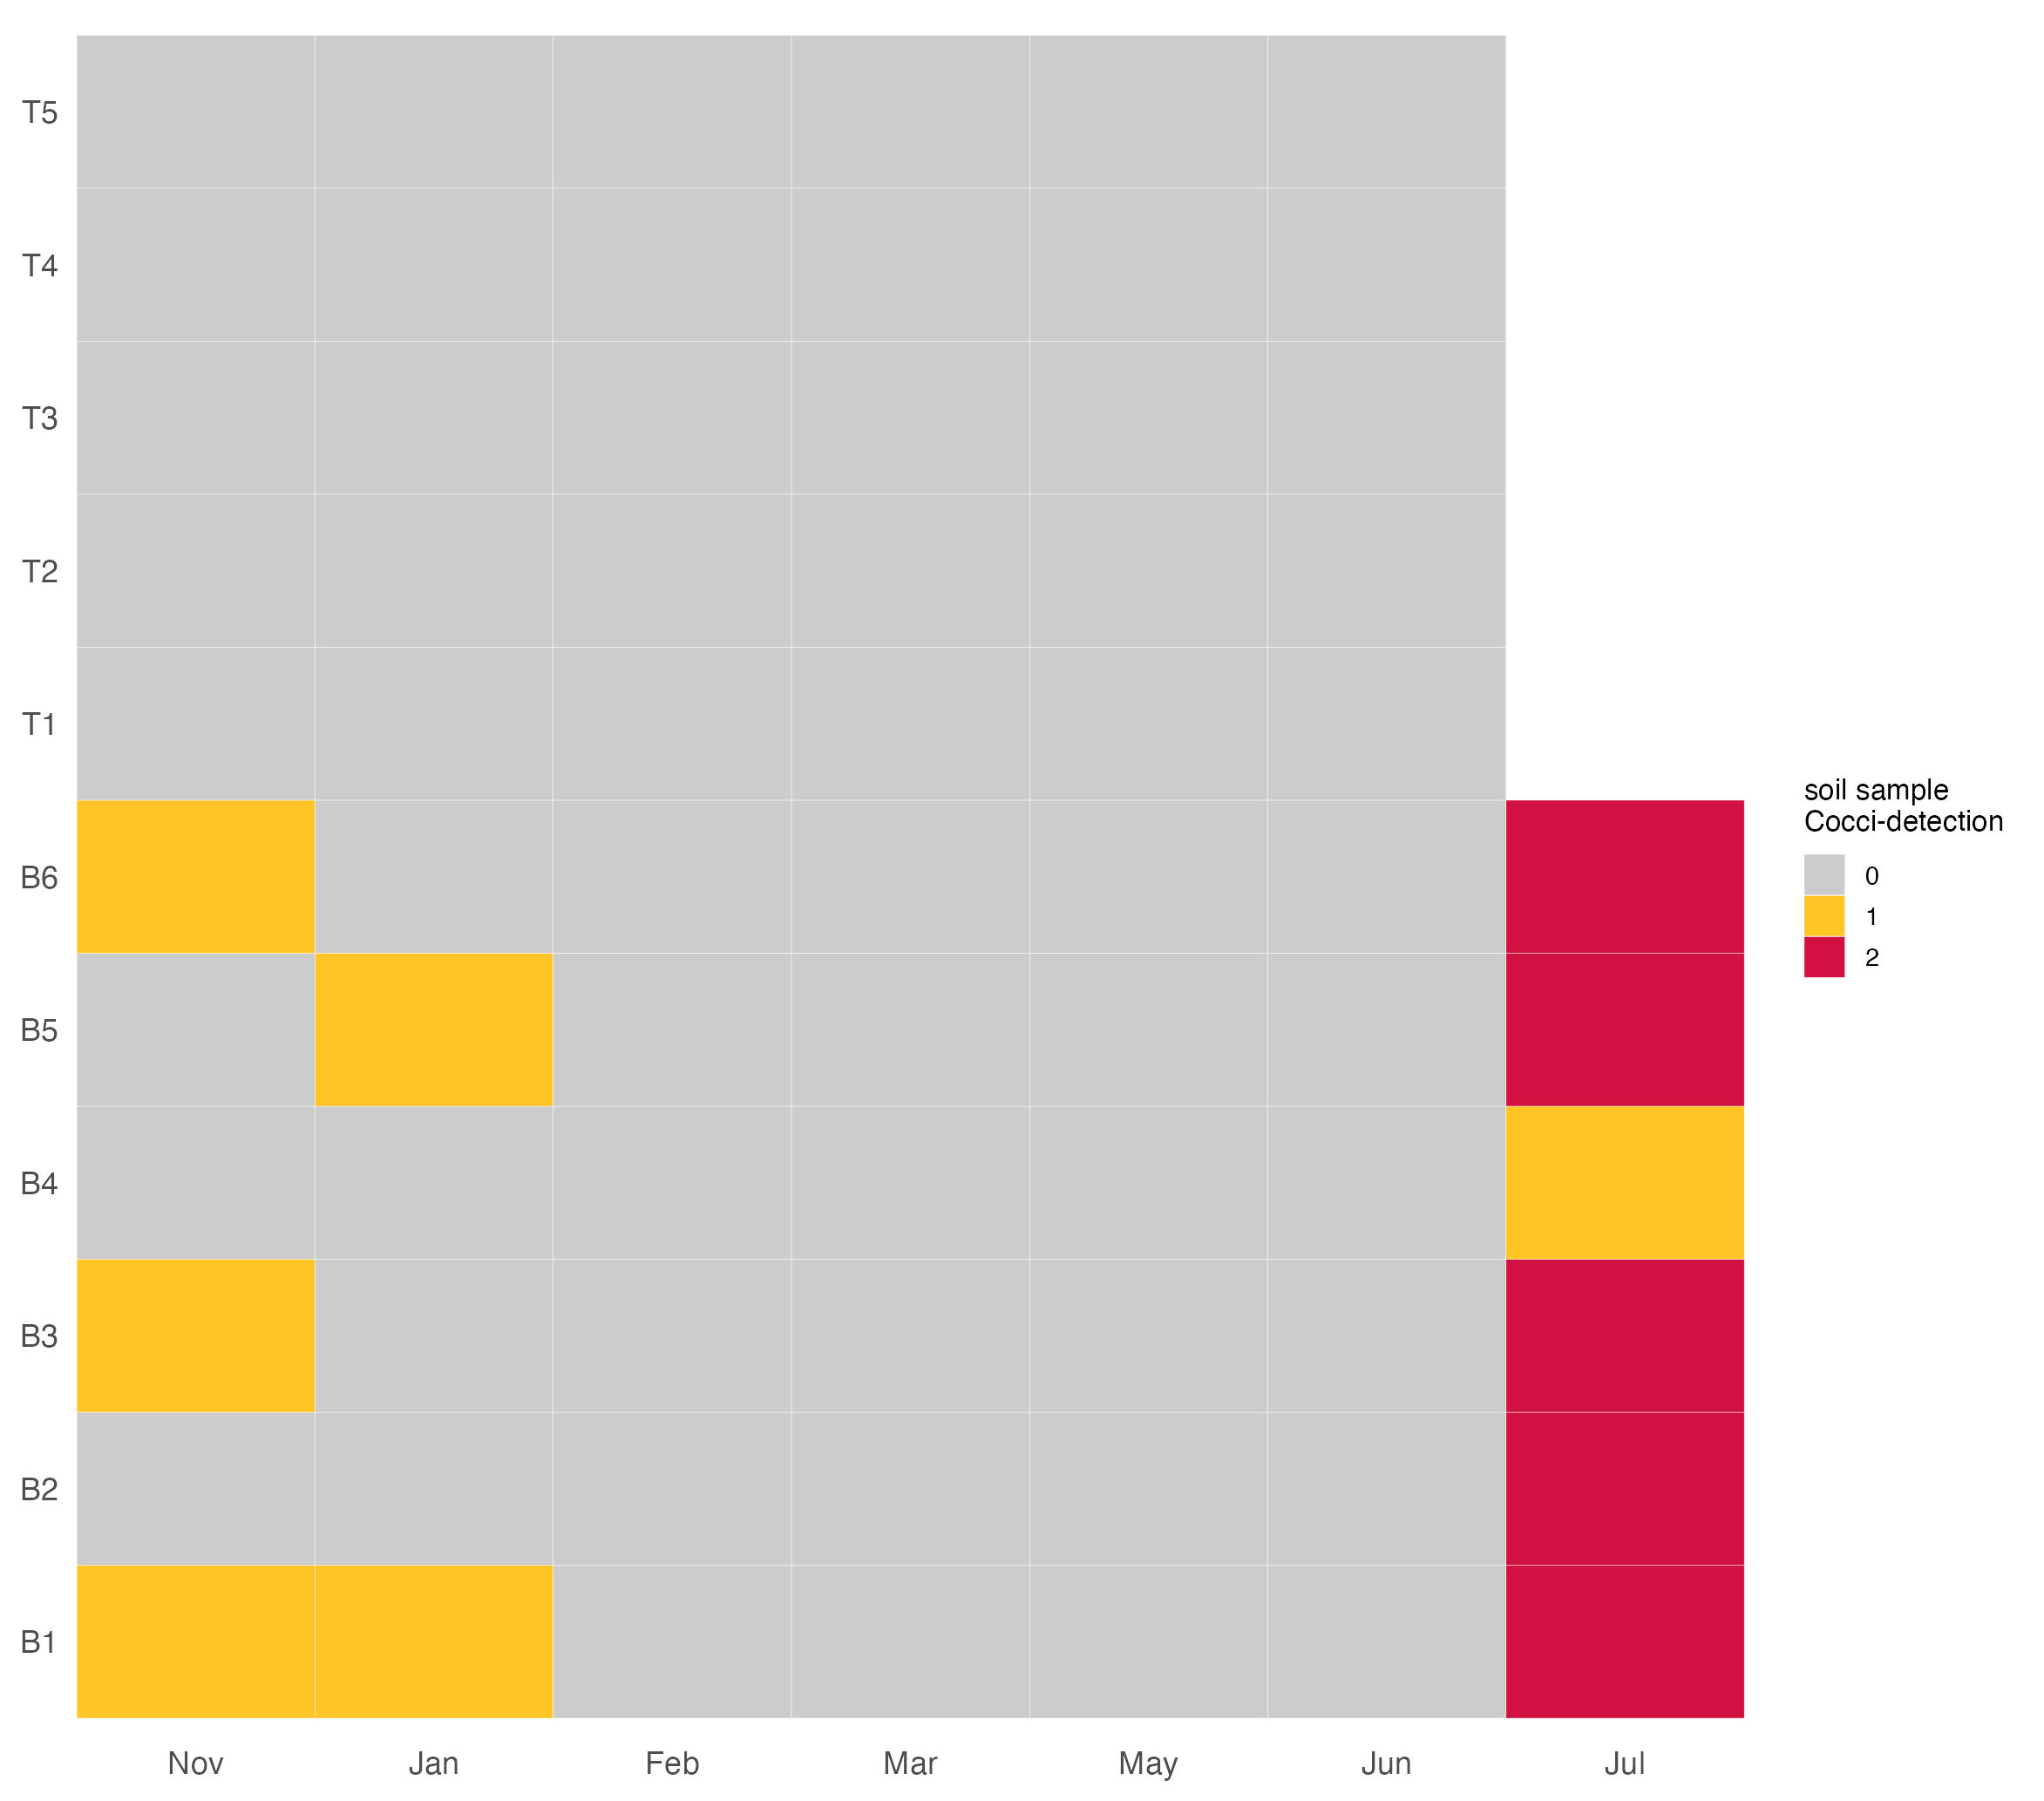 T5
T4
T3
T2
T1
B6
B5
B4
B3
B2
B1
Nov Jan Feb Mar May Jun Jul
soil sample
Cocci-detection
0
1
2